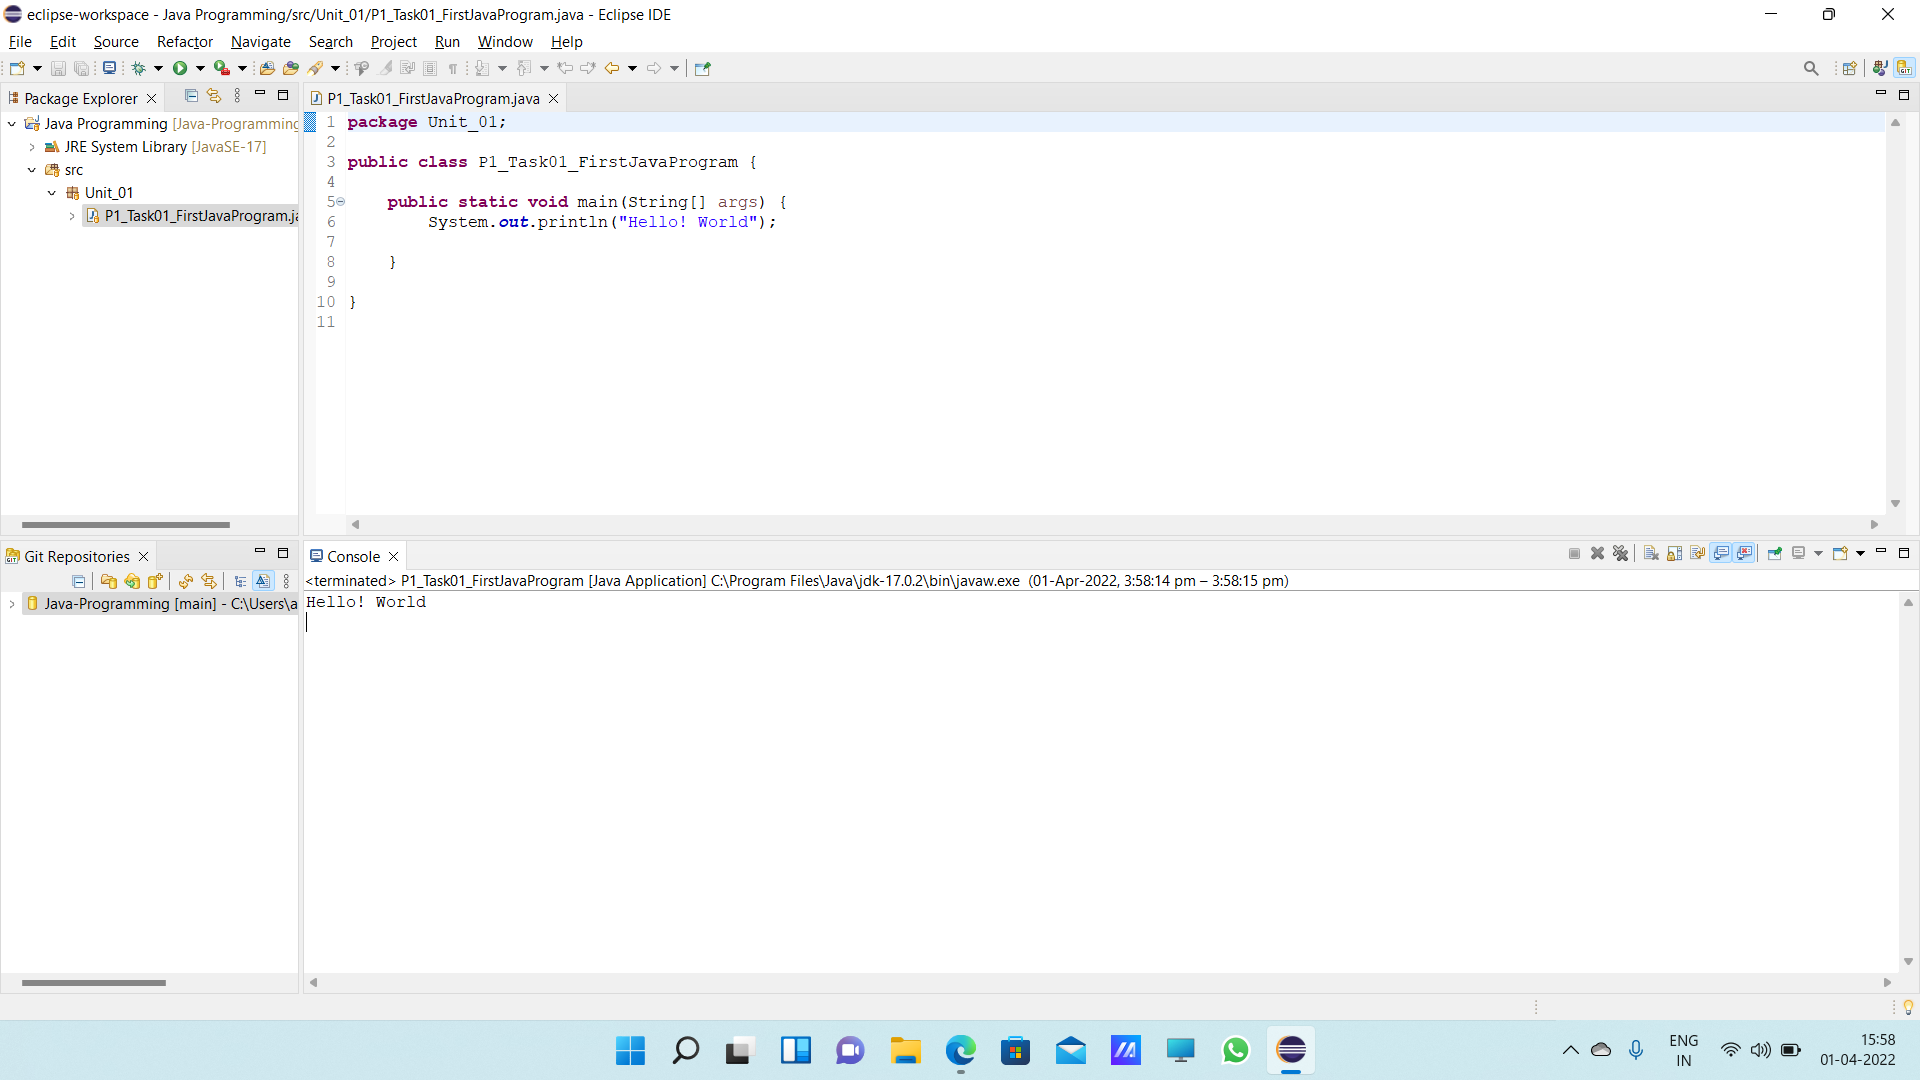 eclipse-workspace - Java Programming/src/Unit_01/P1_Task01_FirstJavaProgram.java - Eclipse IDE
File Edit Source Refactor Navigate Search Project Run Window Help
Package Explorer
Java Programming [Java-Programming
JRE System Library [JavaSE-17]
src
Unit_01
P1_Task01_FirstJavaProgram.ja
P1_Task01_FirstJavaProgram.java
1 package Unit_01;
2
3 public class P1_Task01_FirstJavaProgram {
4
5 public static void main(String[] args) {
6 System.out.println("Hello! World");
7
8 }
9
10 }
11
Git Repositories
Java-Programming [main] - C:\Users\a
Console
<terminated> P1_Task01_FirstJavaProgram [Java Application] C:\Program Files\Java\jdk-17.0.2\bin\javaw.exe (01-Apr-2022, 3:58:14 pm – 3:58:15 pm)
Hello! World
ENG
IN
15:58
01-04-2022